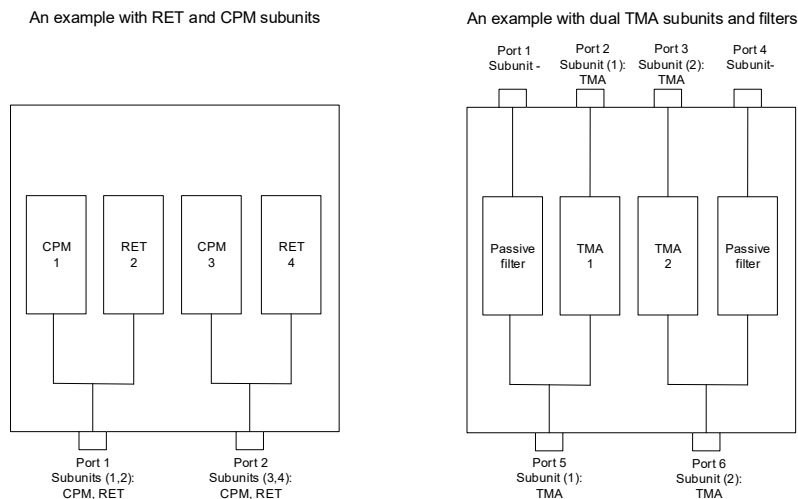 An example with RET and CPM subunits
An example with dual TMA subunits and filters
Port 1
Subunit -
Port 2
Subunit (1):
TMA
Port 3
Subunit (2):
TMA
Port 4
Subunit-
CPM
1
RET
2
CPM
3
RET
4
Passive
filter
TMA
1
TMA
2
Passive
filter
Port 1
Subunits (1,2):
CPM, RET
Port 2
Subunits (3,4):
CPM, RET
Port 5
Subunit (1):
TMA
Port 6
Subunit (2):
TMA